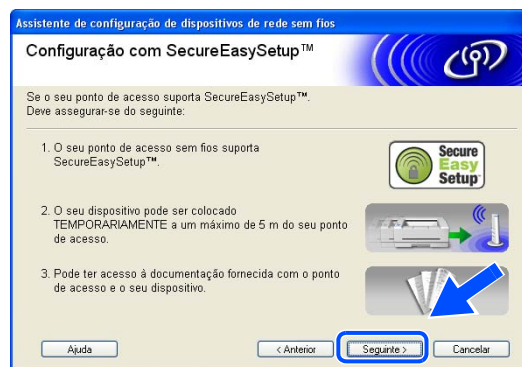 Assistente de configuração de dispositivos de rede sem fios
Configuração com SecureEasySetup™
Se o seu ponto de acesso suporta SecureEasySetup™.
Deve assegurar-se do seguinte:
1. O seu ponto de acesso sem fios suporta
SecureEasySetup™.
Secure
Easy
Setup™
2. O seu dispositivo pode ser colocado
TEMPORARIAMENTE a um máximo de 5 m do seu ponto
de acesso.
3. Pode ter acesso à documentação fornecida com o ponto
de acesso e o seu dispositivo.
Ajuda
< Anterior
Seguinte >
Cancelar